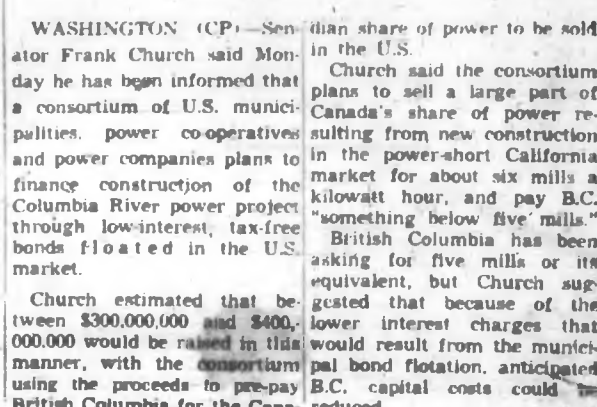 WASHINGTON (CP)—Sen-
ator Frank Church said Mon-
day he has been informed that
a consortium of U.S. munici-
palities, power co-operatives
and power companies plans to
finance construction of the
Columbia River power project
through low-interest, tax-free
bonds floated in the U.S.
market.
Church estimated that be-
tween $300,000,000 and $400,-
000,000 would be raised in this
manner, with the consortium
using the proceeds to pre-pay
British Columbia for the Cana-
dian share of power to be sold
in the U.S.
Church said the consortium
plans to sell a large part of
Canada's share of power re-
sulting from new construction
in the power-short California
market for about six mills a
kilowatt hour, and pay B.C.
"something below five mills."
British Columbia has been
asking for five mills or its
equivalent, but Church sug-
gested that because of the
lower interest charges that
would result from the munici-
pal bond flotation, anticipated
B.C. capital costs could be
reduced.